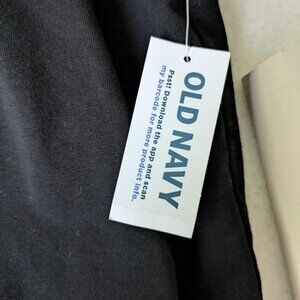 OLD NAVY
Psst! Download the app and scan
my barcode for more product info.